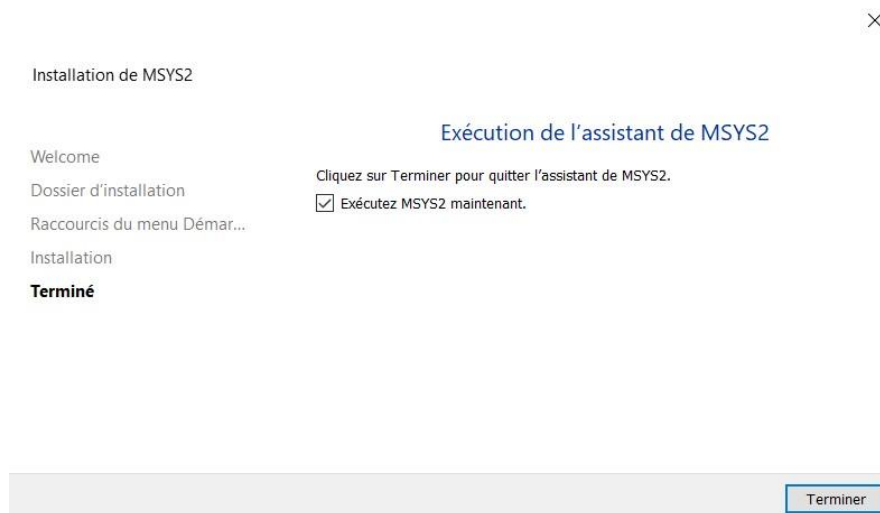 Installation de MSYS2
Welcome
Dossier d'installation
Raccourcis du menu Démar...
Installation
Terminé
Exécution de l'assistant de MSYS2
Cliquez sur Terminer pour quitter l'assistant de MSYS2.
Exécutez MSYS2 maintenant.
Terminer